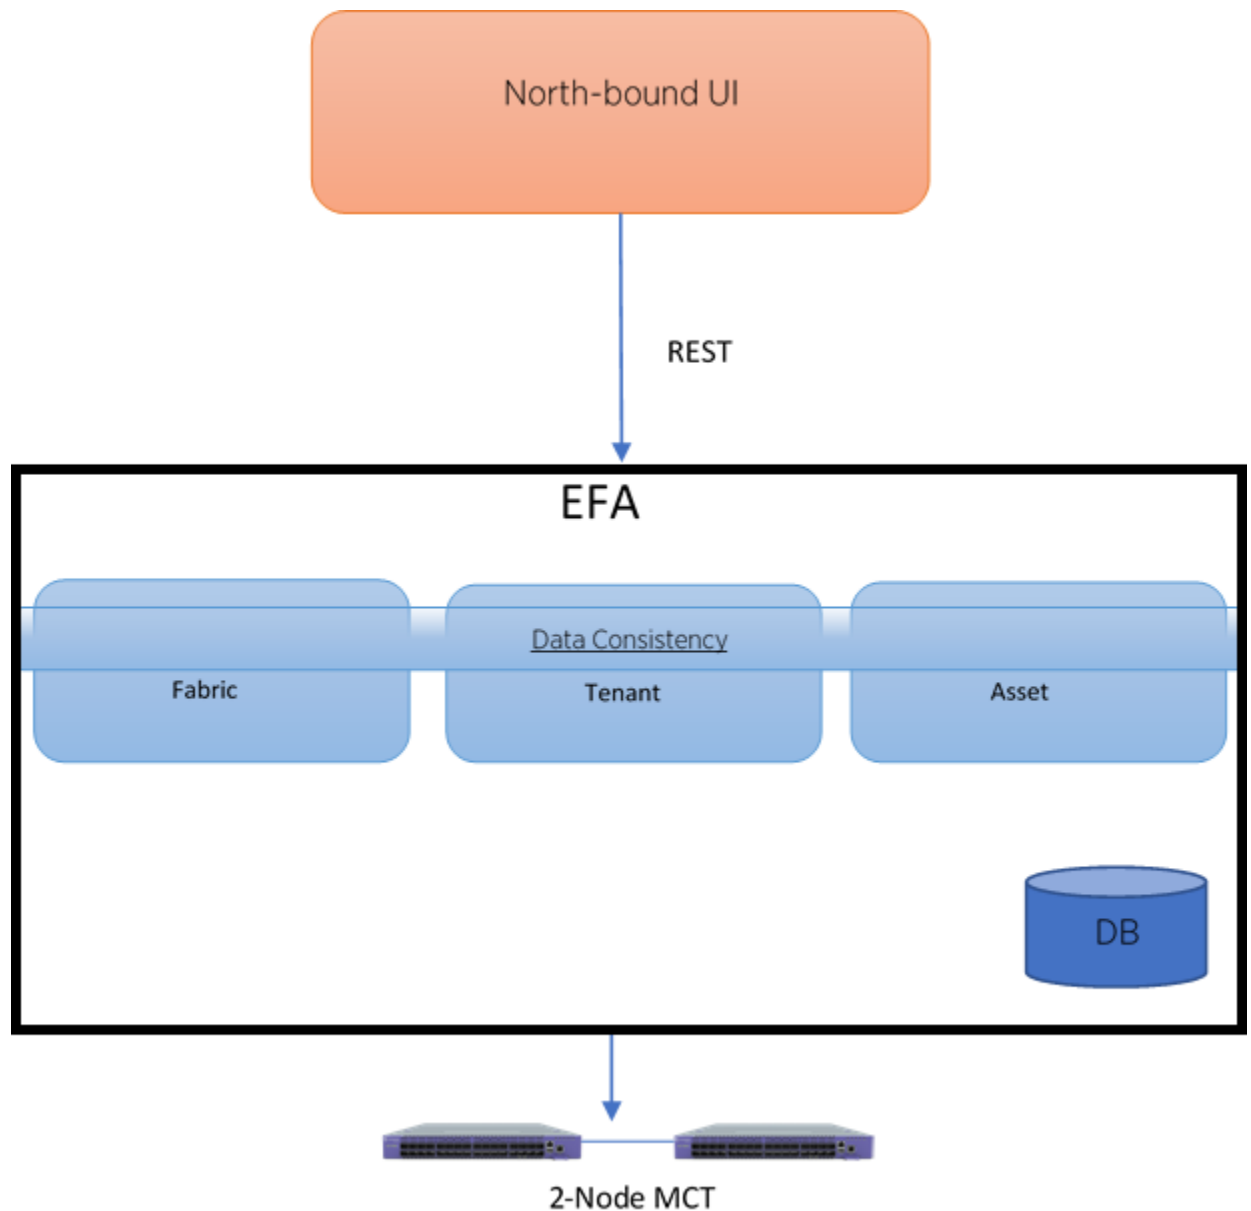 North-bound UI
REST
EFA
Data Consistency
Fabric
Tenant
Asset
DB
2-Node MCT